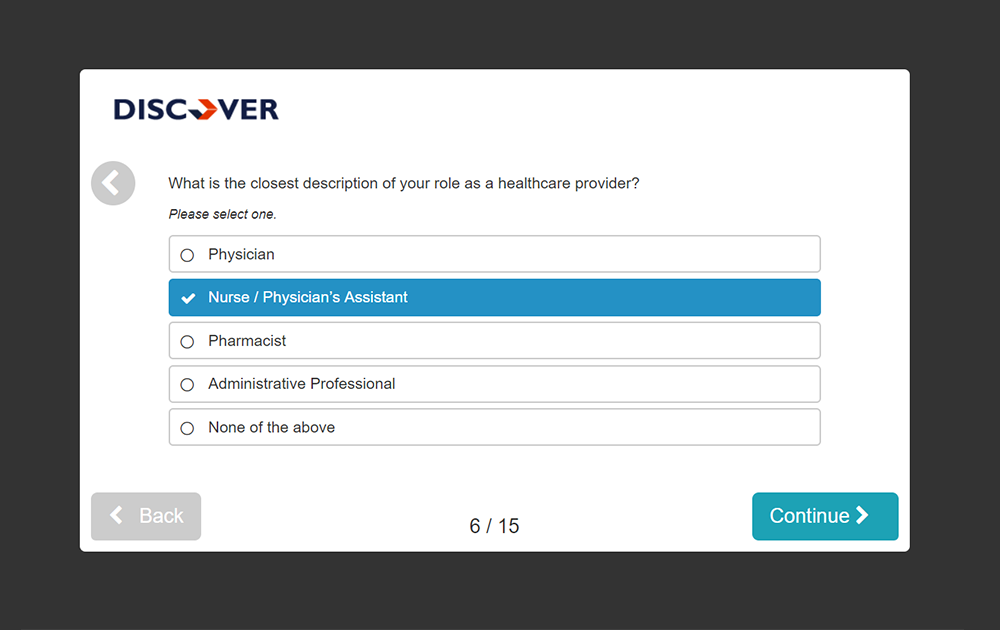 DISCOVER
What is the closest description of your role as a healthcare provider?
Please select one.
Physician
Nurse / Physician's Assistant
Pharmacist
Administrative Professional
None of the above
Back
6 / 15
Continue